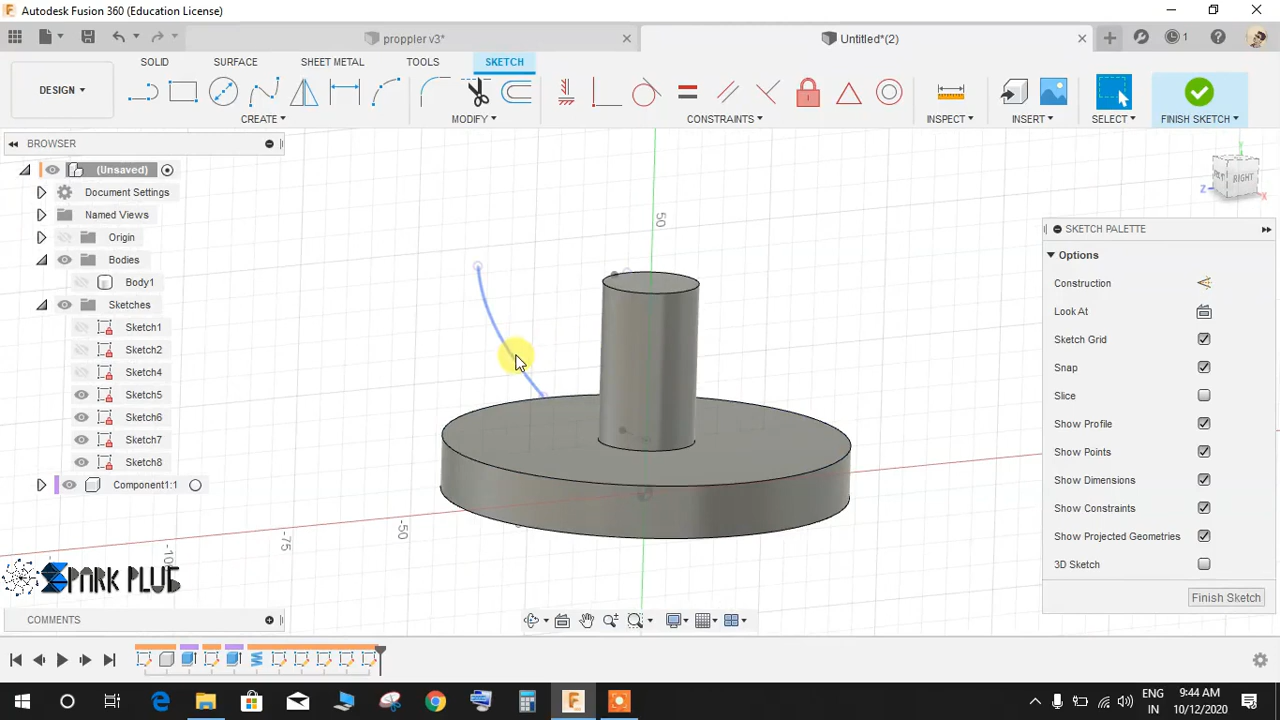 Autodesk Fusion 360 (Education License)
proppler v3*
Untitled*(2)
1
DESIGN
SOLID
SURFACE
SHEET METAL
TOOLS
SKETCH
CREATE
MODIFY
CONSTRAINTS
INSPECT
INSERT
SELECT
FINISH SKETCH
BROWSER
(Unsaved)
Document Settings
Named Views
Origin
Bodies
Body1
Sketches
Sketch1
Sketch2
Sketch4
Sketch5
Sketch6
Sketch7
Sketch8
Component1:1
50
-50
-75
Y
RIGHT
Z
X
SKETCH PALETTE
Options
Construction
Look At
Sketch Grid
Snap
Slice
Show Profile
Show Points
Show Dimensions
Show Constraints
Show Projected Geometries
3D Sketch
Finish Sketch
SPARK PLUG
COMMENTS
ENG
IN
9:44 AM
10/12/2020